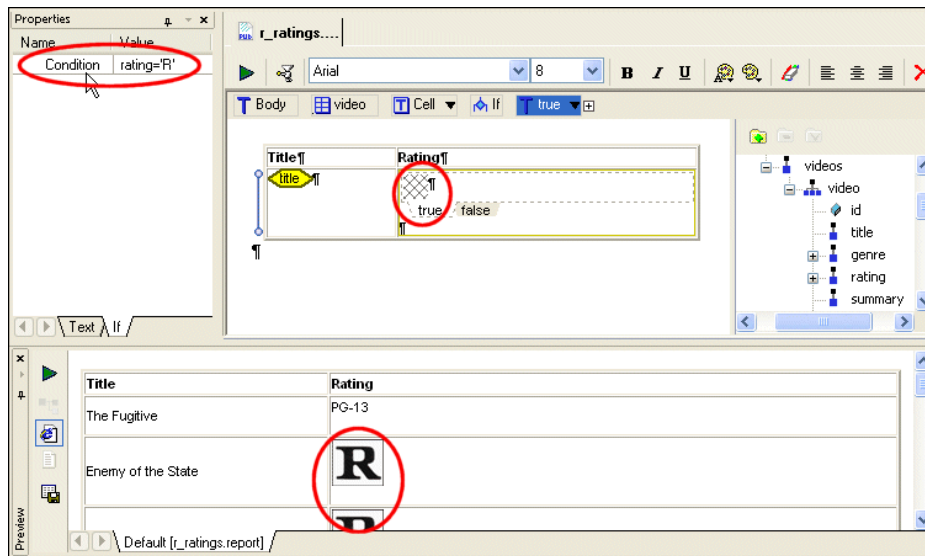 Properties
Name Value
Condition rating='R'
Text If
PUB r_ratings....
Arial 8 B I U
Body video Cell If true
Title¶ Rating¶
title ¶ ¶
true false
¶
¶
videos
video
id
title
genre
rating
summary
Preview
Title Rating
The Fugitive PG-13
Enemy of the State R
R
Default [r_ratings.report]